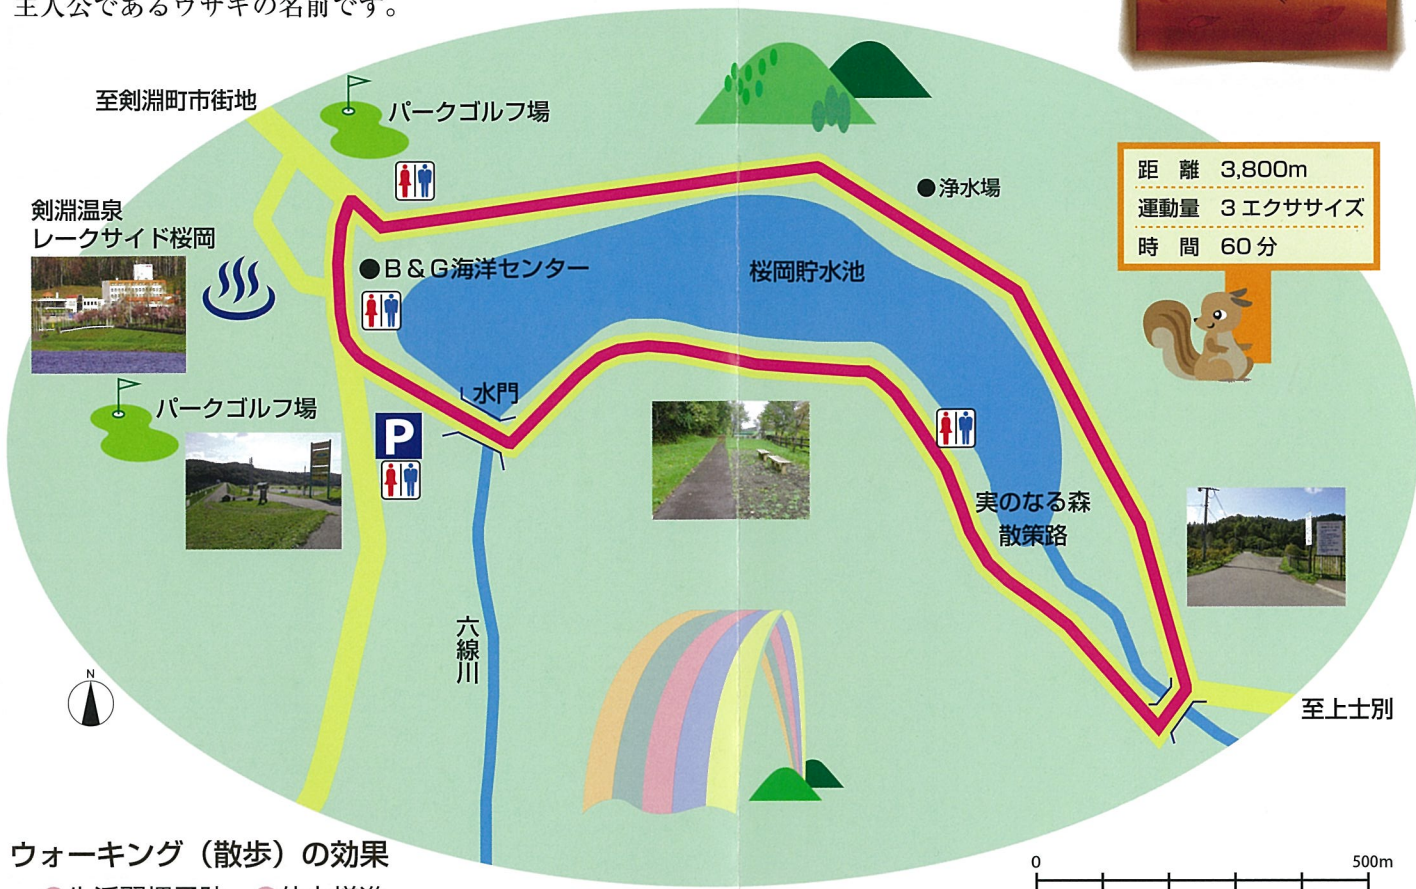 主人公であるウサギの名前です。
至剣淵町市街地
パークゴルフ場
浄水場
距離 3,800m
運動量 3エクササイズ
時間 60分
剣淵温泉
レークサイド桜岡
B&G海洋センター
桜岡貯水池
水門
パークゴルフ場
P
実のなる森
散策路
六線川
N
至上士別
ウォーキング（散歩）の効果
0 500m